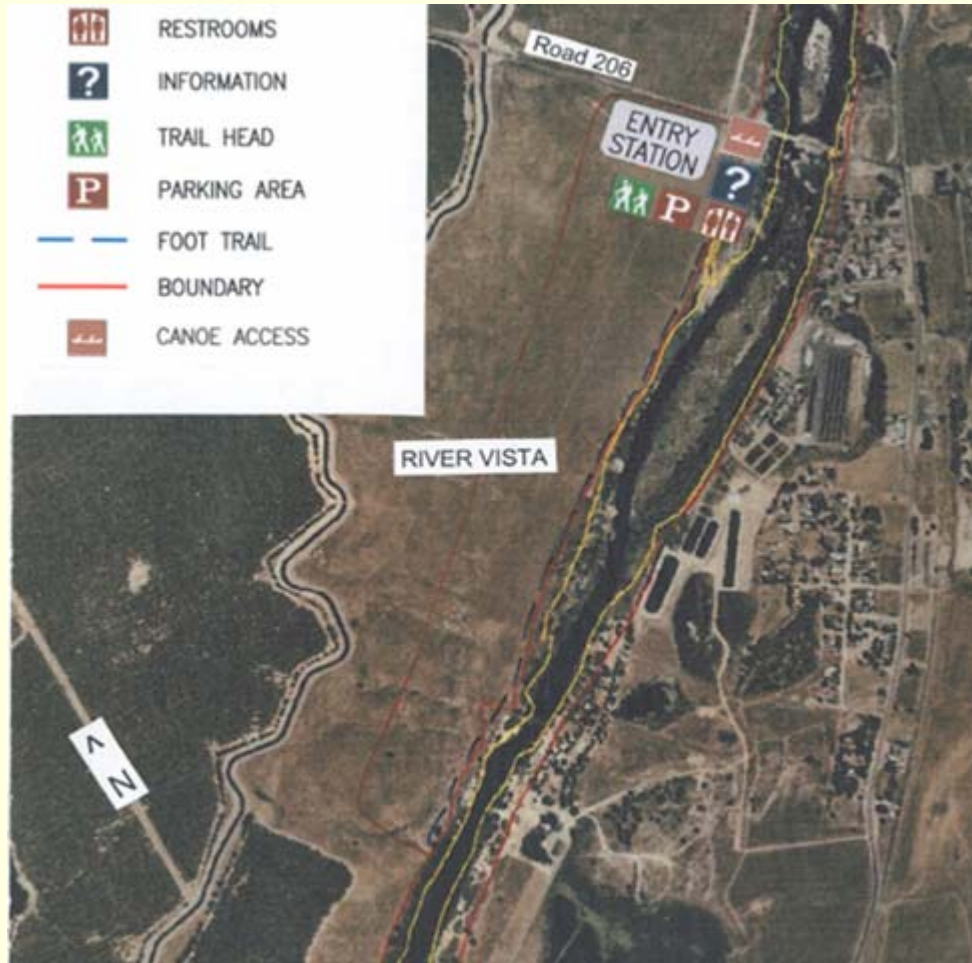 RESTROOMS
?
INFORMATION
TRAIL HEAD
P
PARKING AREA
FOOT TRAIL
BOUNDARY
CANOE ACCESS
Road 206
ENTRY
STATION
?
P
RIVER VISTA
< N